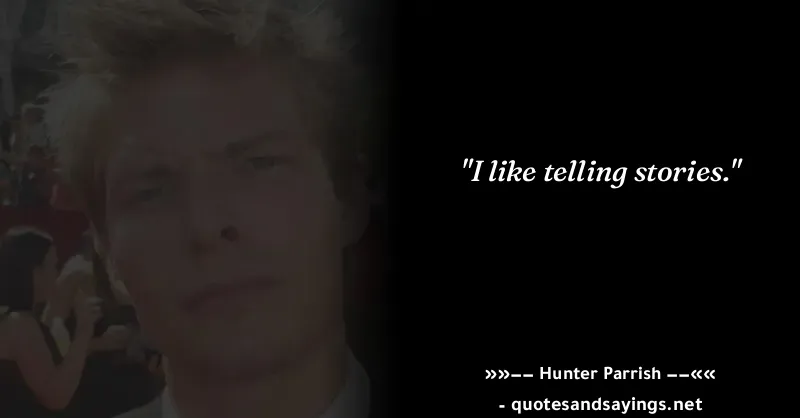 "I like telling stories."
»»−− Hunter Parrish −−««
- quotesandsayings.net